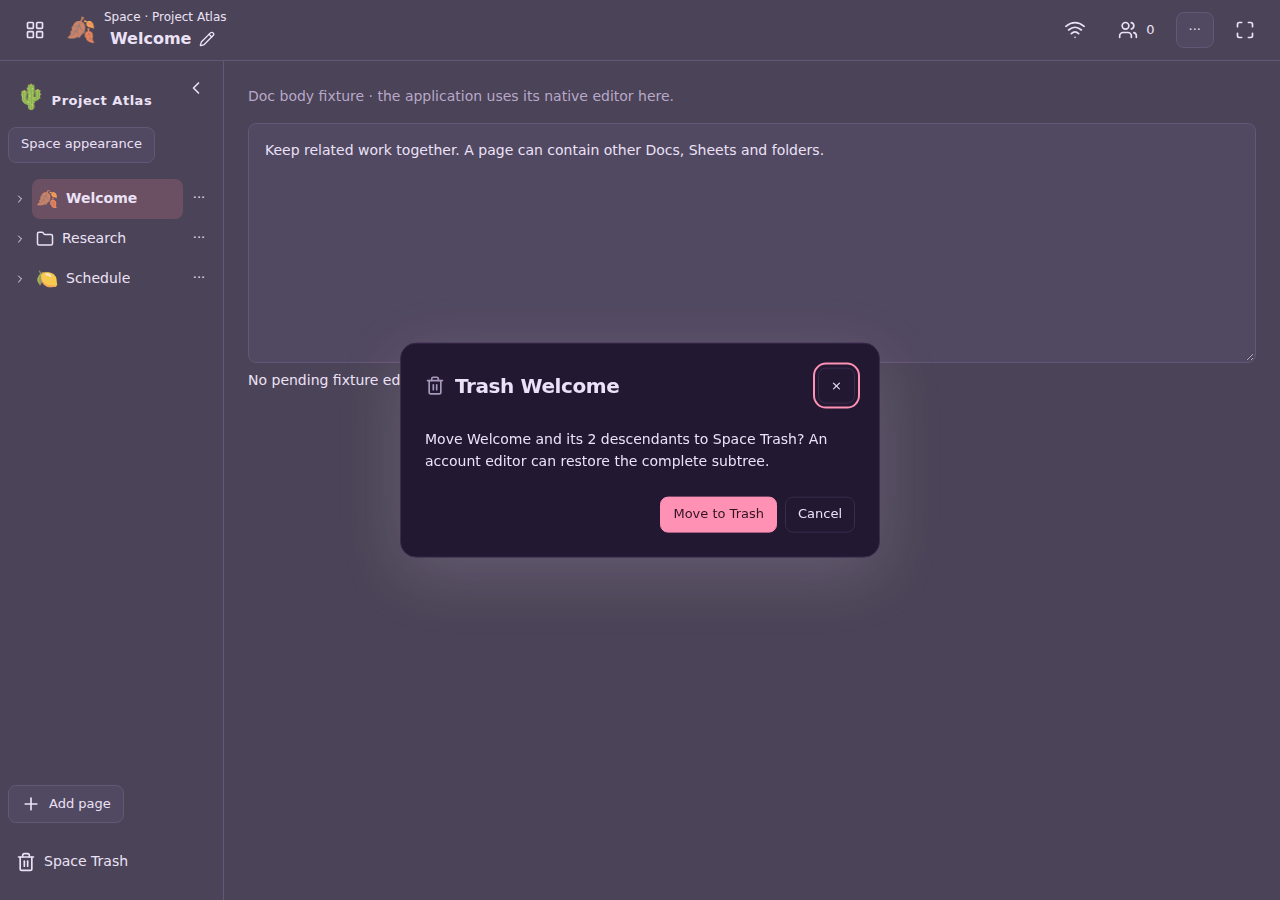 Space · Project Atlas
Welcome
0
...
Project Atlas
Space appearance
Welcome
...
Research
...
Schedule
...
Add page
Space Trash
Doc body fixture · the application uses its native editor here.
Keep related work together. A page can contain other Docs, Sheets and folders.
No pending fixture ed
Trash Welcome
×
Move Welcome and its 2 descendants to Space Trash? An
account editor can restore the complete subtree.
Move to Trash
Cancel